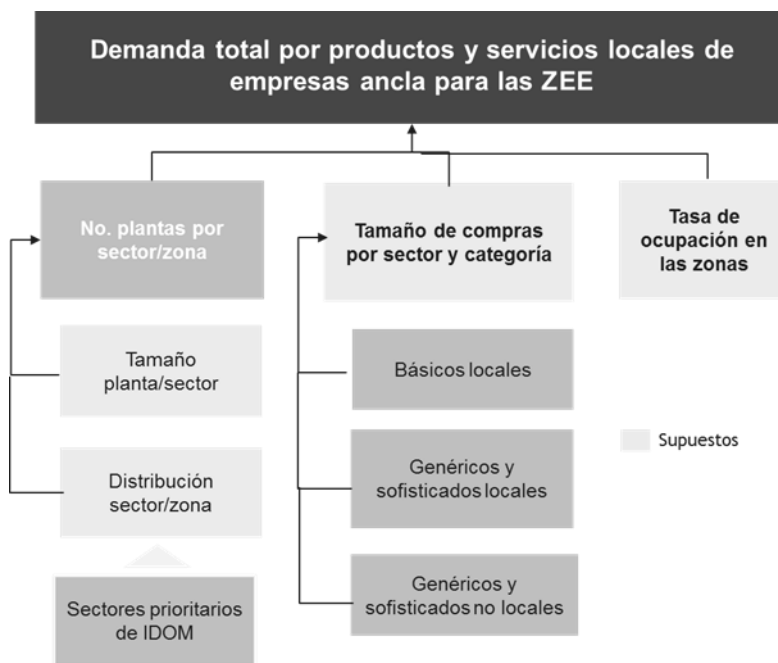 Demanda total por productos y servicios locales de
empresas ancla para las ZEE
No. plantas por
sector/zona
Tamaño
planta/sector
Distribución
sector/zona
Sectores prioritarios
de IDOM
Tamaño de compras
por sector y categoría
Básicos locales
Genéricos y
sofisticados locales
Genéricos y
sofisticados no locales
Tasa de
ocupación en
las zonas
Supuestos